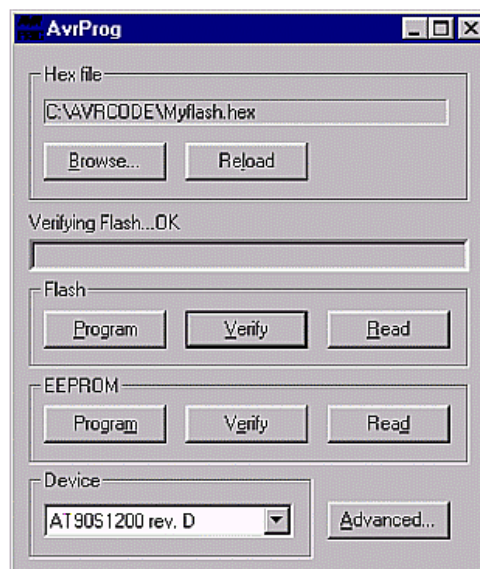 AvrProg
Hex file
C:\AVRCODE\Myflash.hex
Browse... Reload
Verifying Flash...OK
Flash
Program Verify Read
EEPROM
Program Verify Read
Device
AT90S1200 rev. D Advanced...